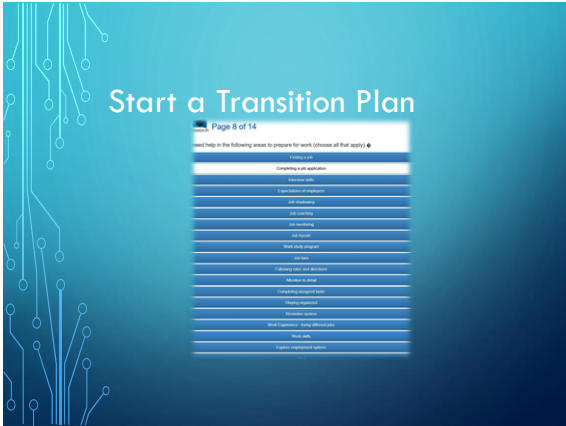 Start a Transition Plan
Page 8 of 14
need help in the following areas to prepare for work (choose all that apply).�
Finding a job
Completing a job application
Interview skills
Expectations of employers
Job shadowing
Job coaching
Job mentoring
Job
Work study program
Job fairs
Following rules and directions
Attention to detail
Completing assigned tasks
Staying organized
Reminder system
Work Experience - trying different jobs
Work skills
Explore employment options